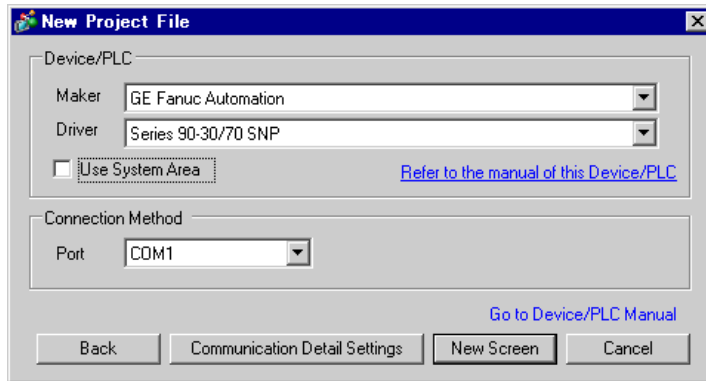 New Project File
Device/PLC
Maker GE Fanuc Automation
Driver Series 90-30/70 SNP
Use System Area Refer to the manual of this Device/PLC
Connection Method
Port COM1
Go to Device/PLC Manual
Back Communication Detail Settings New Screen Cancel